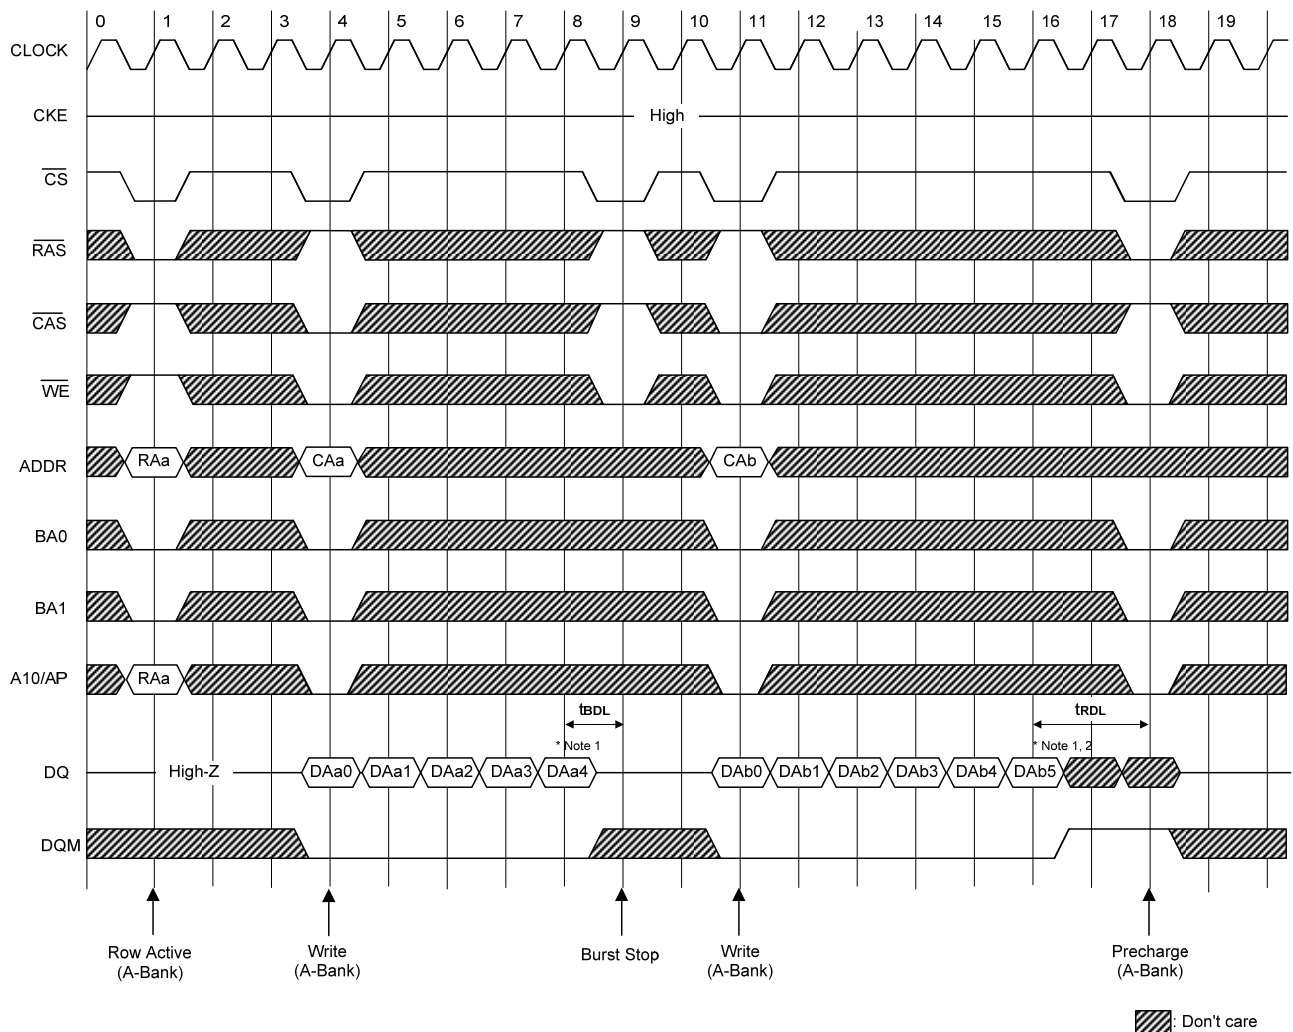 0 1 2 3 4 5 6 7 8 9 10 11 12 13 14 15 16 17 18 19
CLOCK
CKE High
CS
RAS
CAS
WE
ADDR RAa CAa CAb
BA0
BA1
A10/AP RAa
tBDL tRDL
* Note 1 * Note 1, 2
DQ High-Z DAa0 DAa1 DAa2 DAa3 DAa4 DAb0 DAb1 DAb2 DAb3 DAb4 DAb5
DQM
Row Active Write Burst Stop Write Precharge
(A-Bank) (A-Bank) (A-Bank) (A-Bank)
: Don't care